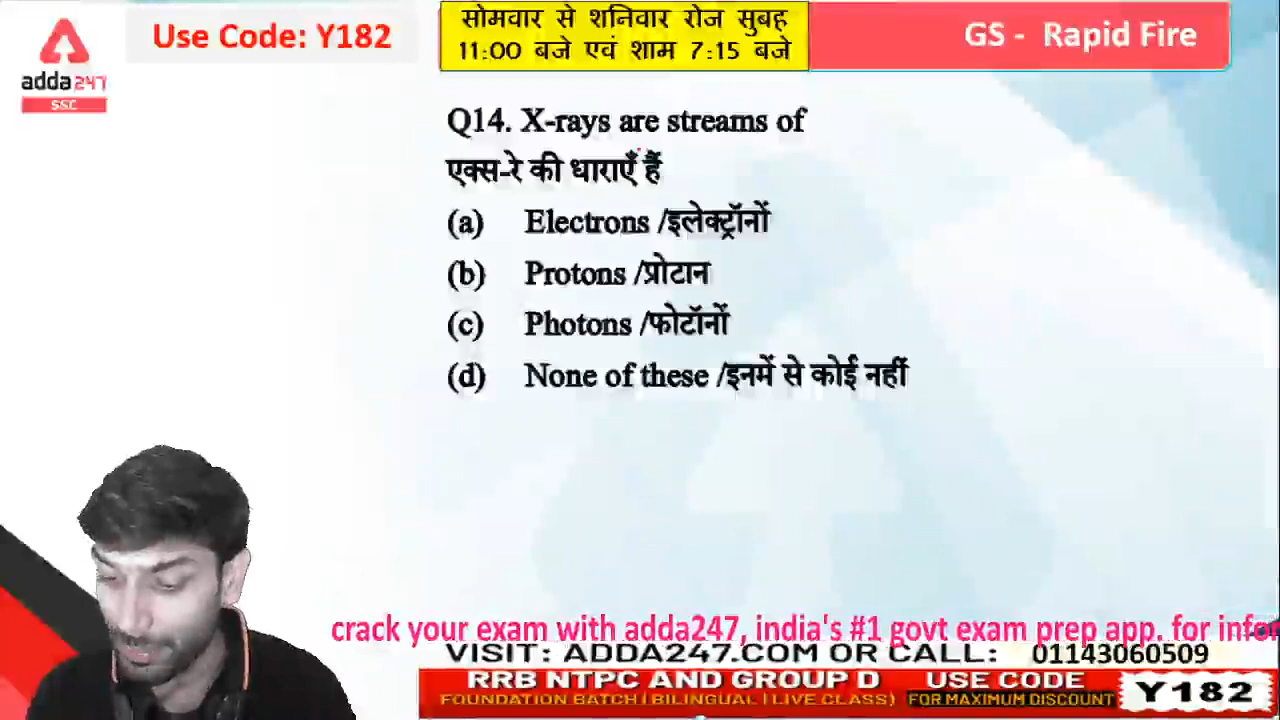 Use Code: Y182
सोमवार से शनिवार रोज सुबह
11:00 बजे एवं शाम 7:15 बजे
GS - Rapid Fire
adda247
SSC
Q14. X-rays are streams of
एक्स-रे की धाराएँ हैं
(a) Electrons /इलेक्ट्रॉनों
(b) Protons /प्रोटान
(c) Photons /फोटॉनों
(d) None of these /इनमें से कोई नहीं
crack your exam with adda247, india's #1 govt exam prep app. for infor
VISIT: ADDA247.COM OR CALL: 01143060509
RRB NTPC AND GROUP D USE CODE
FOUNDATION BATCH | BILINGUAL | LIVE CLASS) FOR MAXIMUM DISCOUNT
Y182